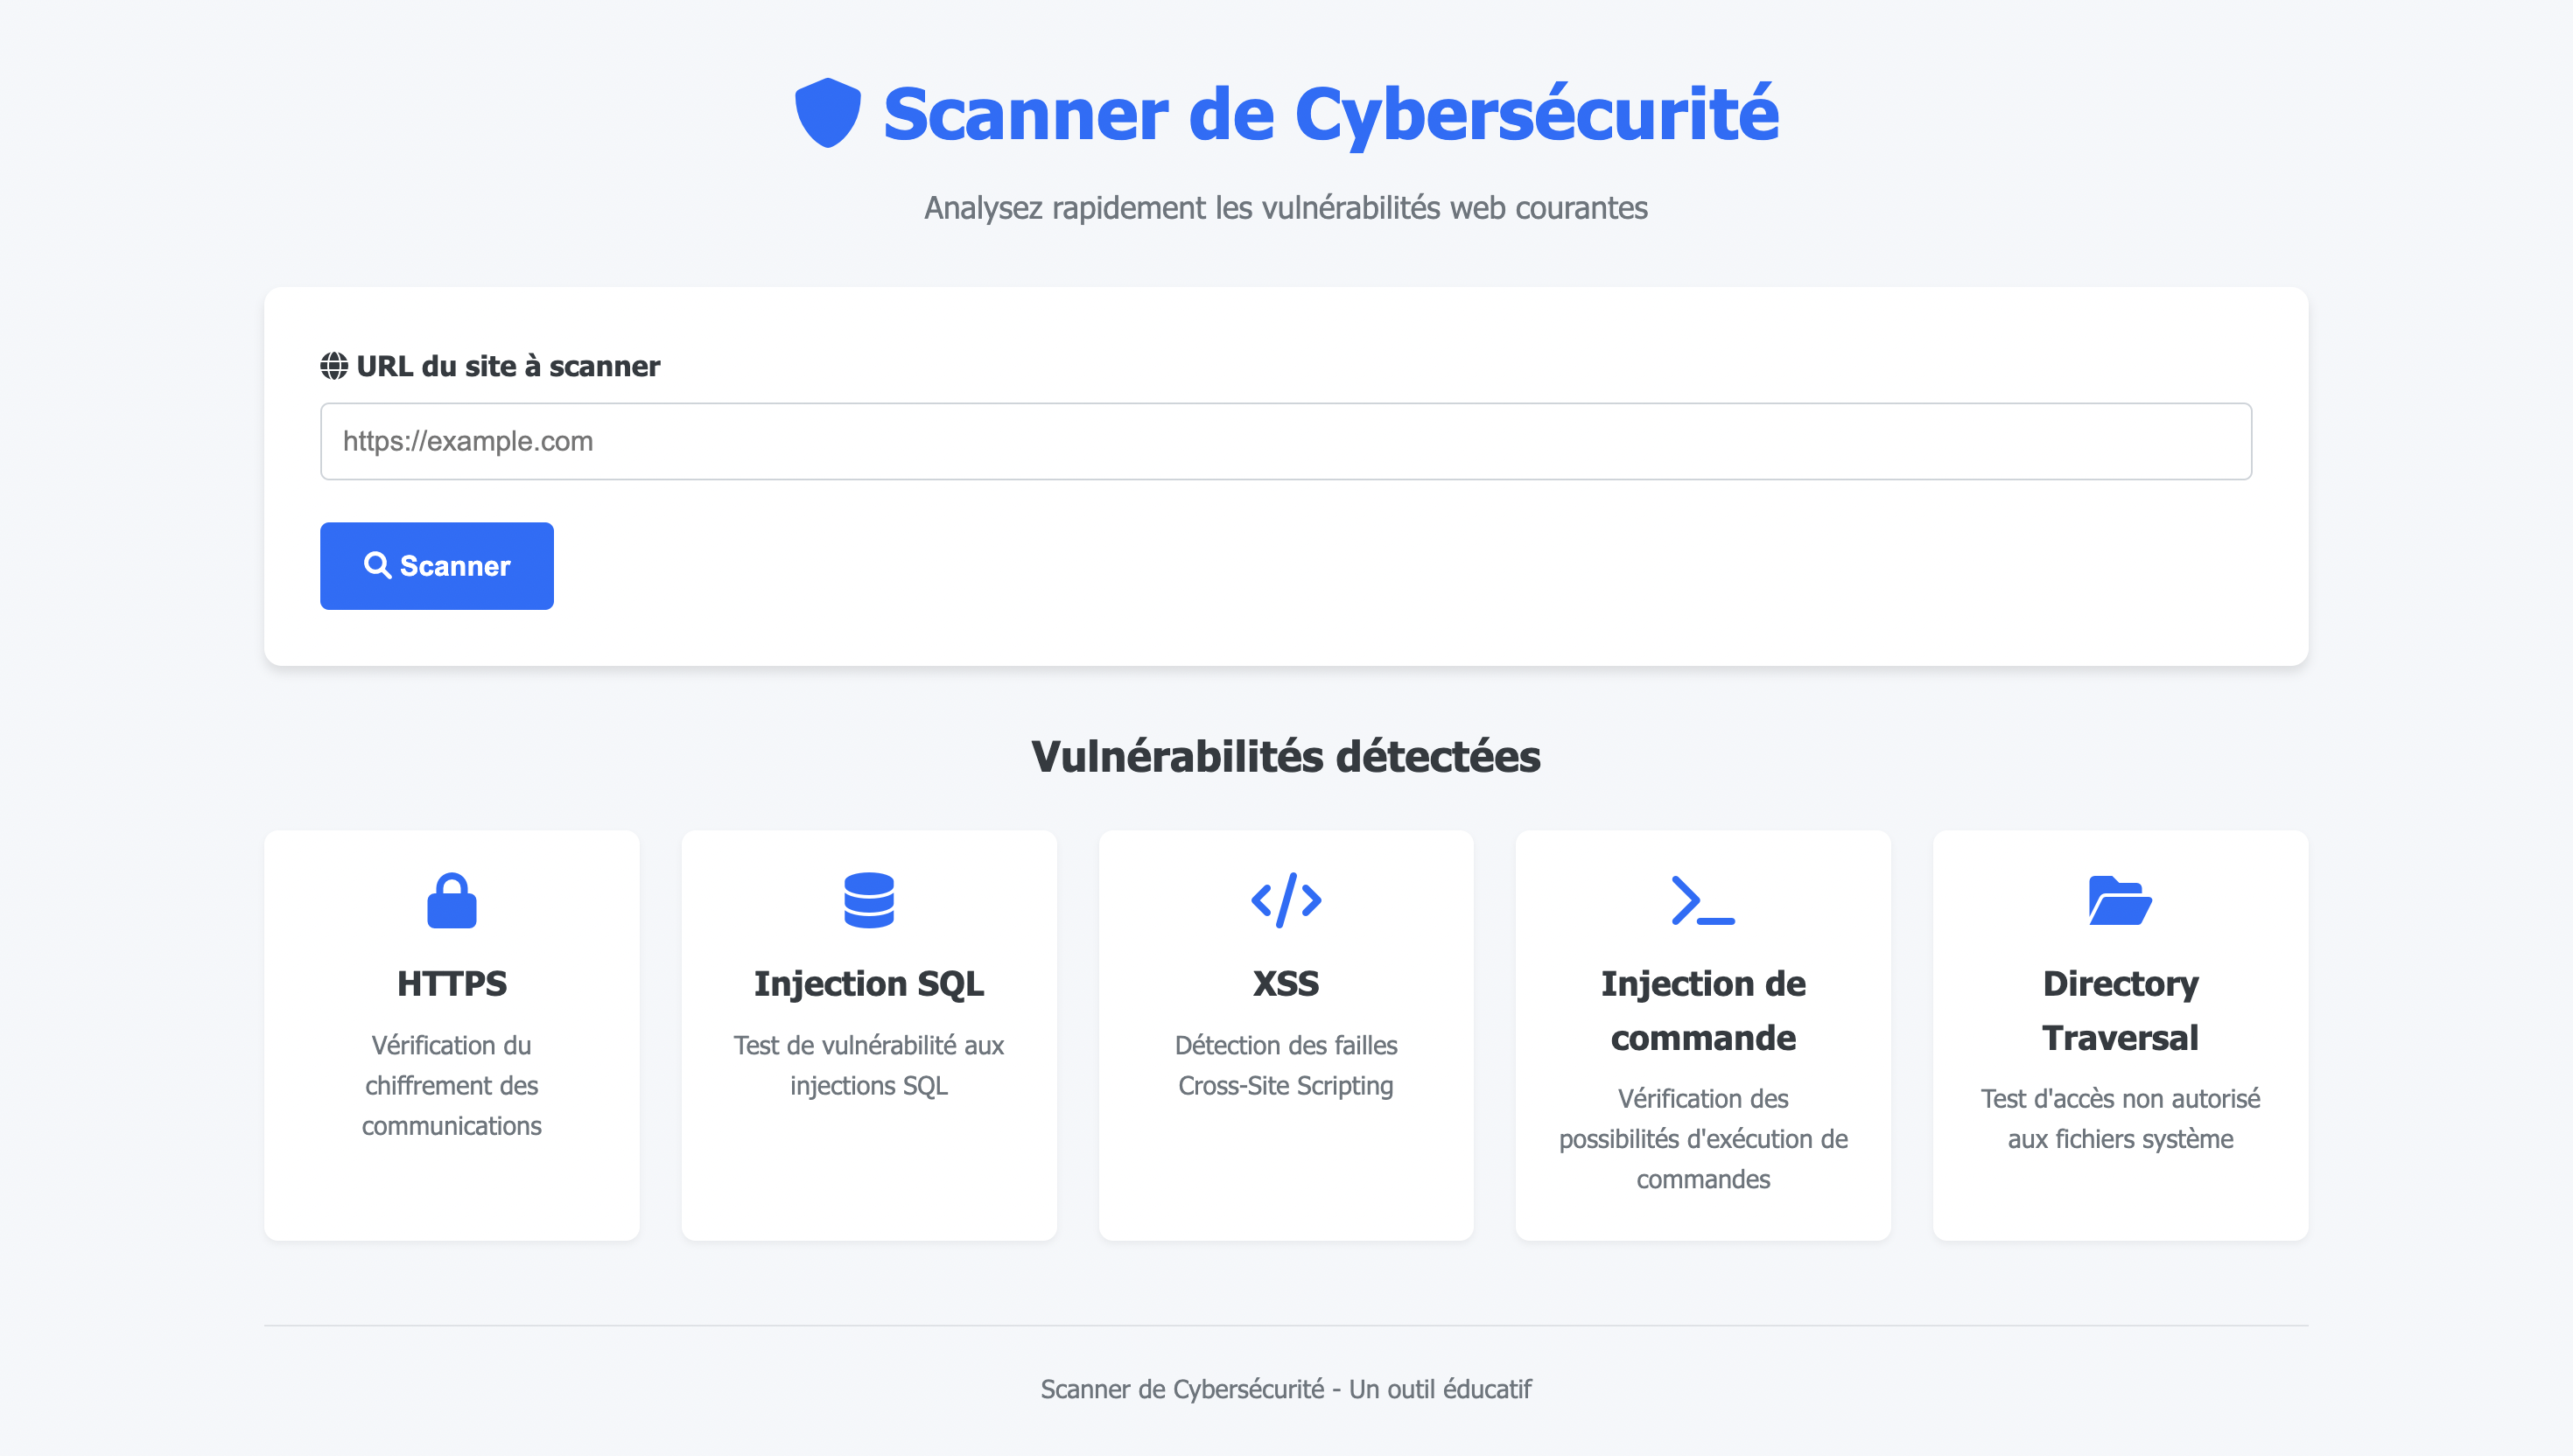 Scanner de Cybersécurité
Analysez rapidement les vulnérabilités web courantes
URL du site à scanner
https://example.com
Scanner
Vulnérabilités détectées
HTTPS
Vérification du
chiffrement des
communications
Injection SQL
Test de vulnérabilité aux
injections SQL
XSS
Détection des failles
Cross-Site Scripting
Injection de
commande
Vérification des
possibilités d'exécution de
commandes
Directory
Traversal
Test d'accès non autorisé
aux fichiers système
Scanner de Cybersécurité - Un outil éducatif